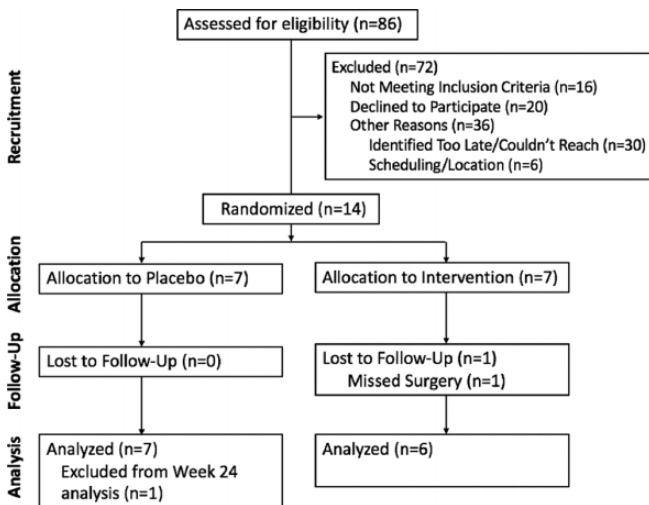 Assessed for eligibility (n=86)
Recruitment
Excluded (n=72)
Not Meeting Inclusion Criteria (n=16)
Declined to Participate (n=20)
Other Reasons (n=36)
Identified Too Late/Couldn't Reach (n=30)
Scheduling/Location (n=6)
Randomized (n=14)
Allocation
Allocation to Placebo (n=7)
Allocation to Intervention (n=7)
Follow-Up
Lost to Follow-Up (n=0)
Lost to Follow-Up (n=1)
Missed Surgery (n=1)
Analysis
Analyzed (n=7)
Excluded from Week 24
analysis (n=1)
Analyzed (n=6)